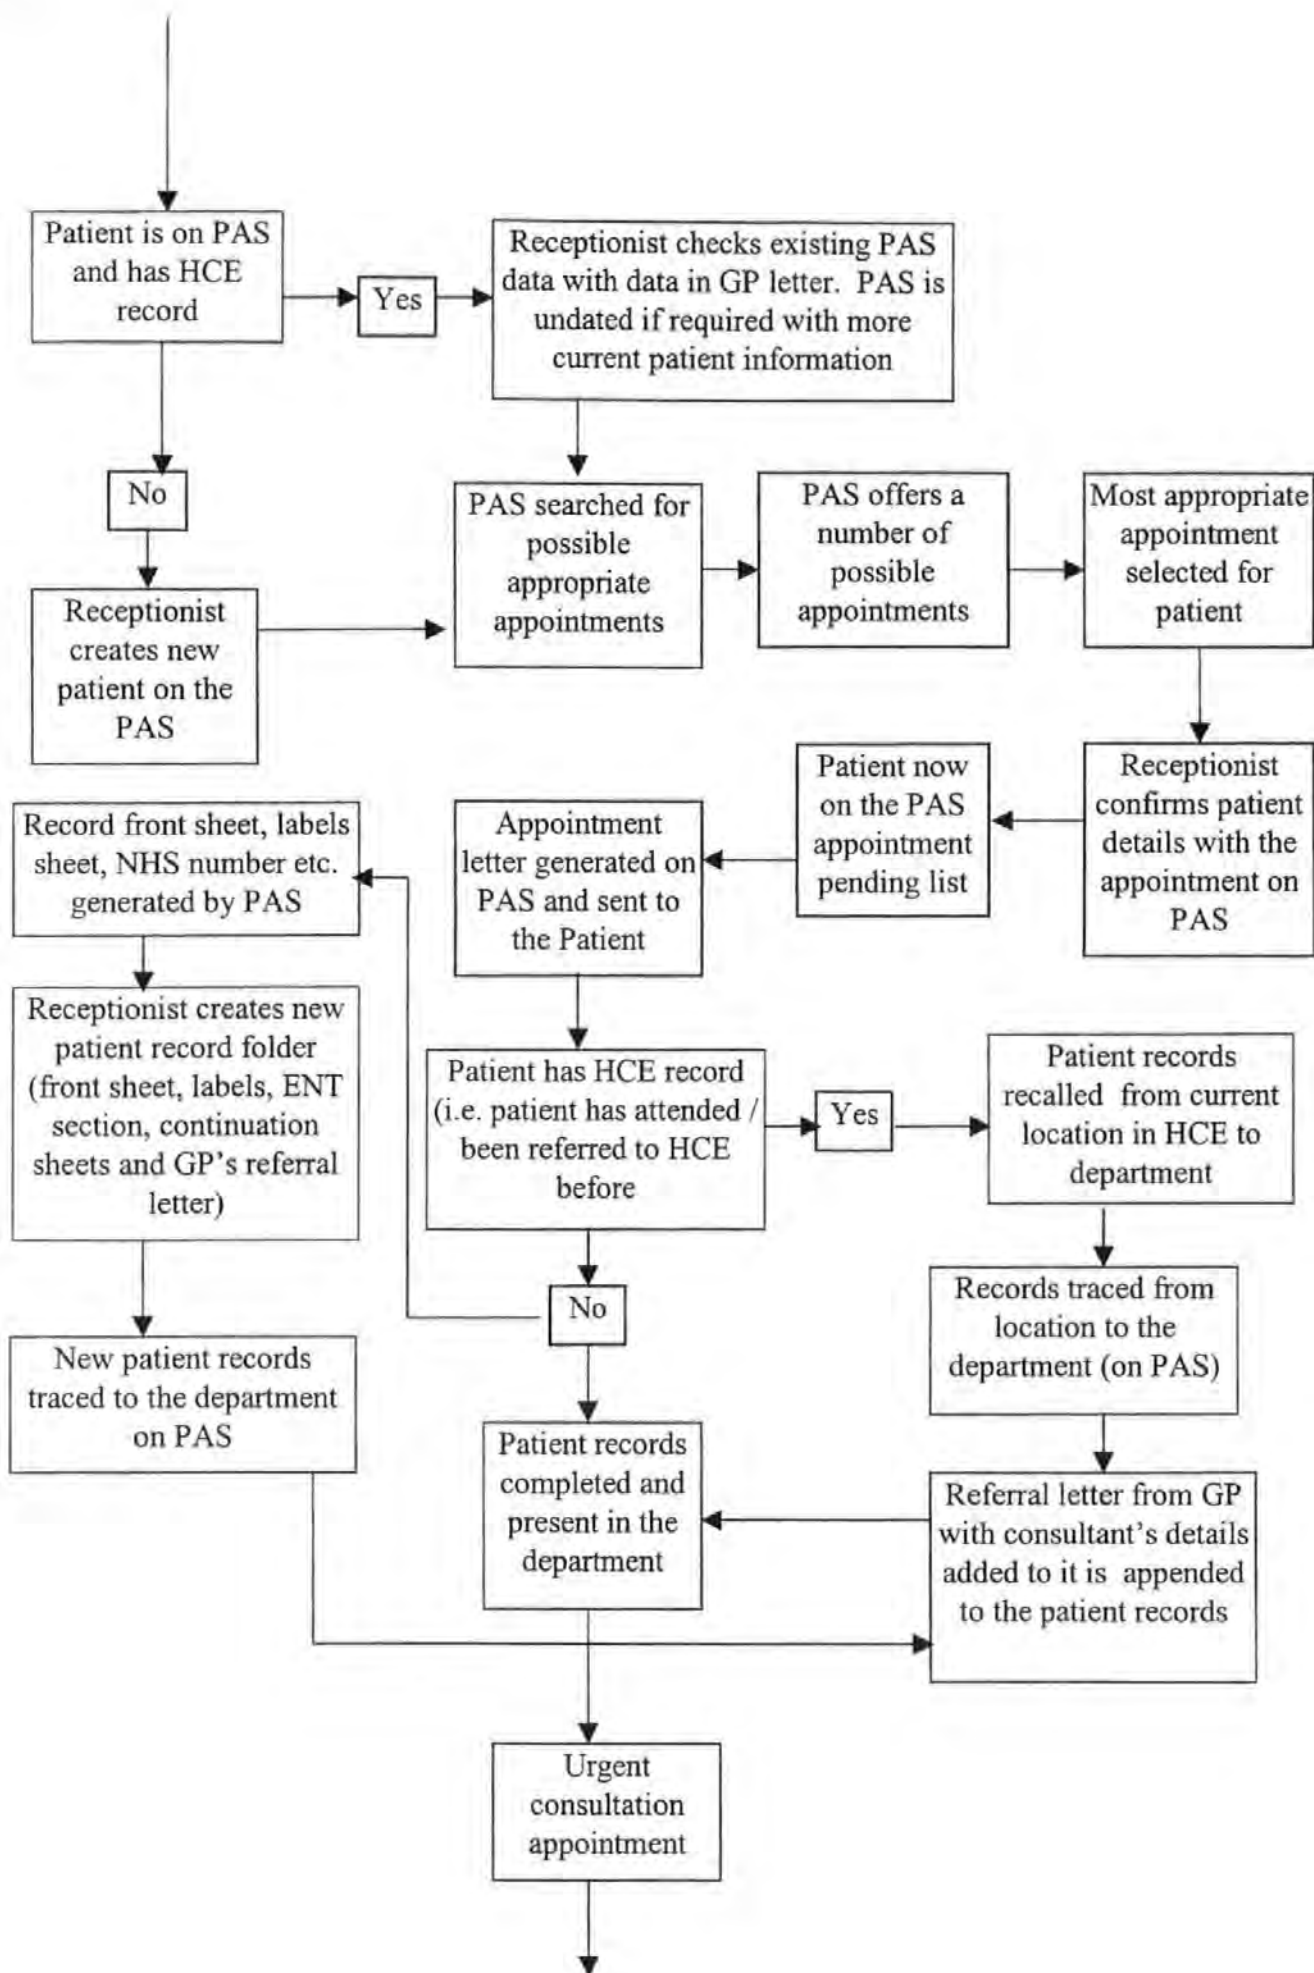 Patient is on PAS
and has HCE
record
Yes
Receptionist checks existing PAS
data with data in GP letter. PAS is
undated if required with more
current patient information
No
Receptionist
creates new
patient on the
PAS
PAS searched for
possible
appropriate
appointments
PAS offers a
number of
possible
appointments
Most appropriate
appointment
selected for
patient
Receptionist
confirms patient
details with the
appointment on
PAS
Patient now
on the PAS
appointment
pending list
Appointment
letter generated on
PAS and sent to
the Patient
Record front sheet, labels
sheet, NHS number etc.
generated by PAS
Receptionist creates new
patient record folder
(front sheet, labels, ENT
section, continuation
sheets and GP's referral
letter)
New patient records
traced to the department
on PAS
Patient has HCE record
(i.e. patient has attended /
been referred to HCE
before
Yes
Patient records
recalled from current
location in HCE to
department
No
Records traced from
location to the
department (on PAS)
Patient records
completed and
present in the
department
Referral letter from GP
with consultant's details
added to it is appended
to the patient records
Urgent
consultation
appointment